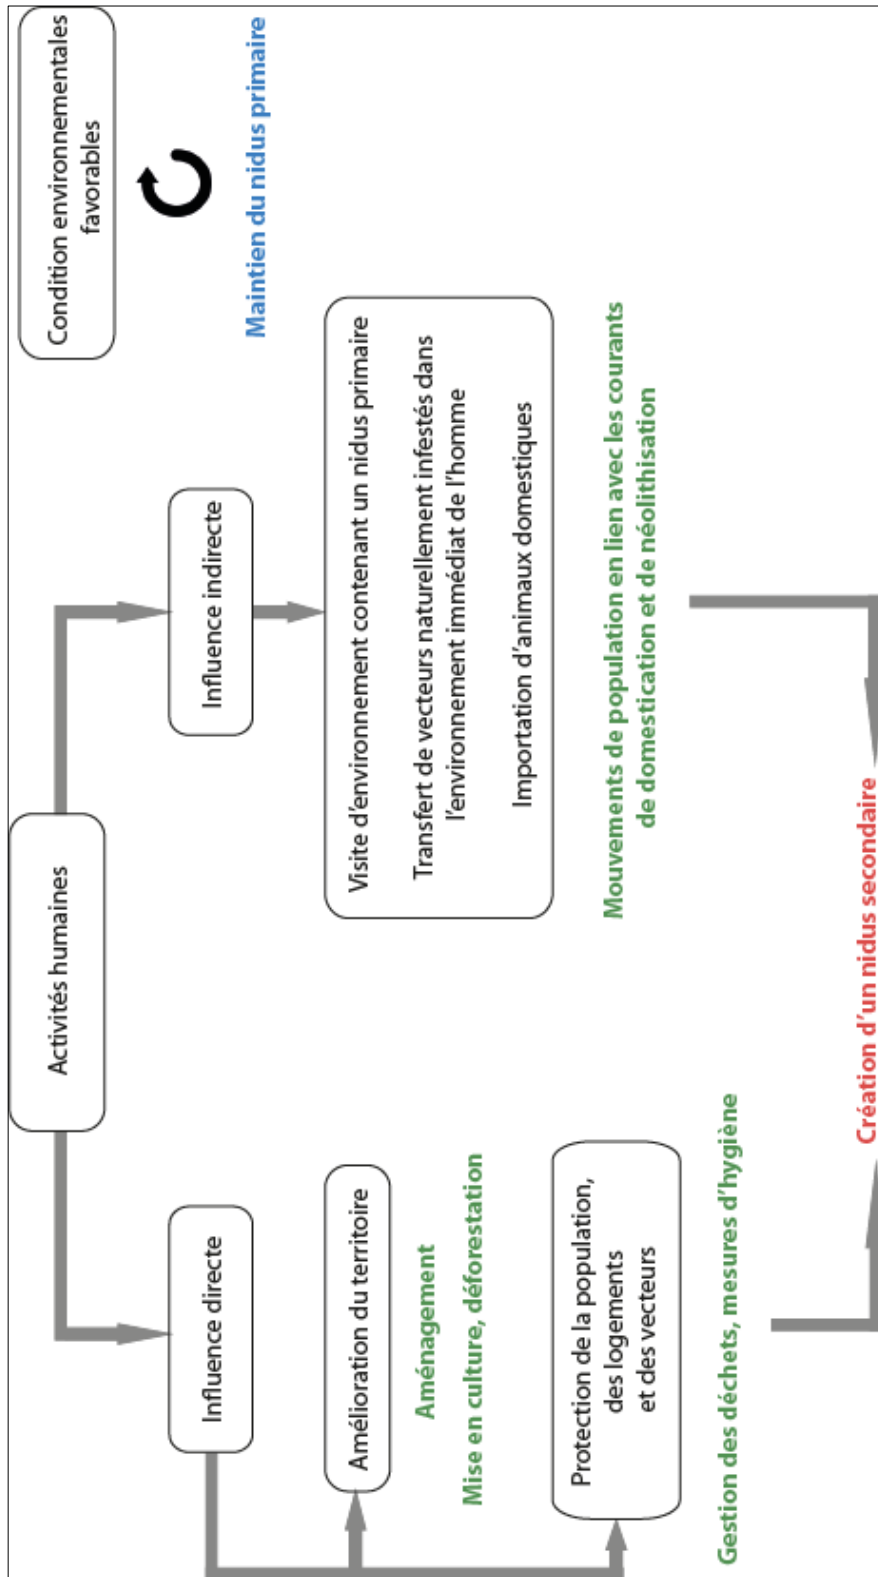 Activités humaines
Condition environnementales
favorables
Influence directe
Influence indirecte
Maintien du nidus primaire
Amélioration du territoire
Aménagement
Mise en culture, déforestation
Visite d’environnement contenant un nidus primaire
Transfert de vecteurs naturellement infestés dans
l’environnement immédiat de l’homme
Importation d’animaux domestiques
Protection de la population,
des logements
et des vecteurs
Gestion des déchets, mesures d’hygiène
Mouvements de population en lien avec les courants
de domestication et de néolithisation
Création d’un nidus secondaire